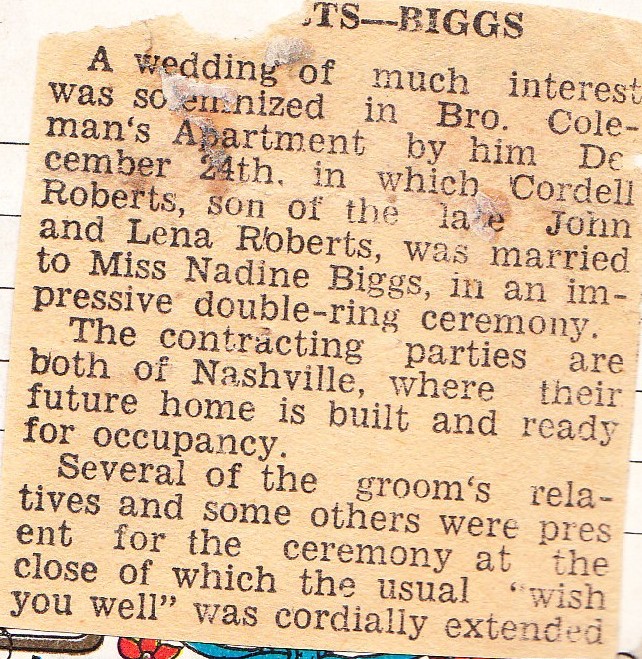 TS—BIGGS
A wedding of much interest
was solemnized in Bro. Cole-
man's Apartment by him De
cember 24th. in which Cordell
Roberts, son of the late John
and Lena Roberts, was married
to Miss Nadine Biggs, in an im-
pressive double-ring ceremony.
The contracting parties are
both of Nashville, where their
future home is built and ready
for occupancy.
Several of the groom's rela-
tives and some others were pres
ent for the ceremony at the
close of which the usual "wish
you well" was cordially extended